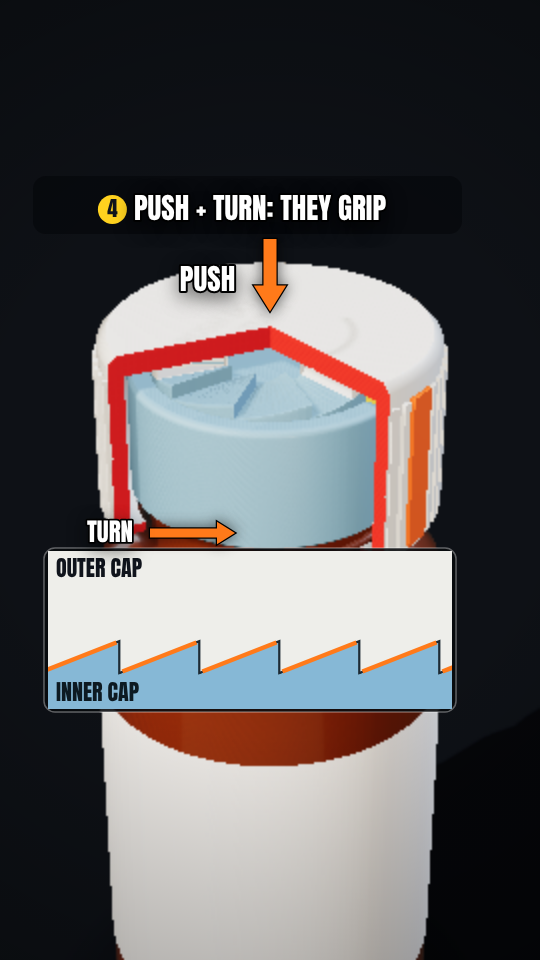 4 PUSH + TURN: THEY GRIP
PUSH
TURN
OUTER CAP
INNER CAP